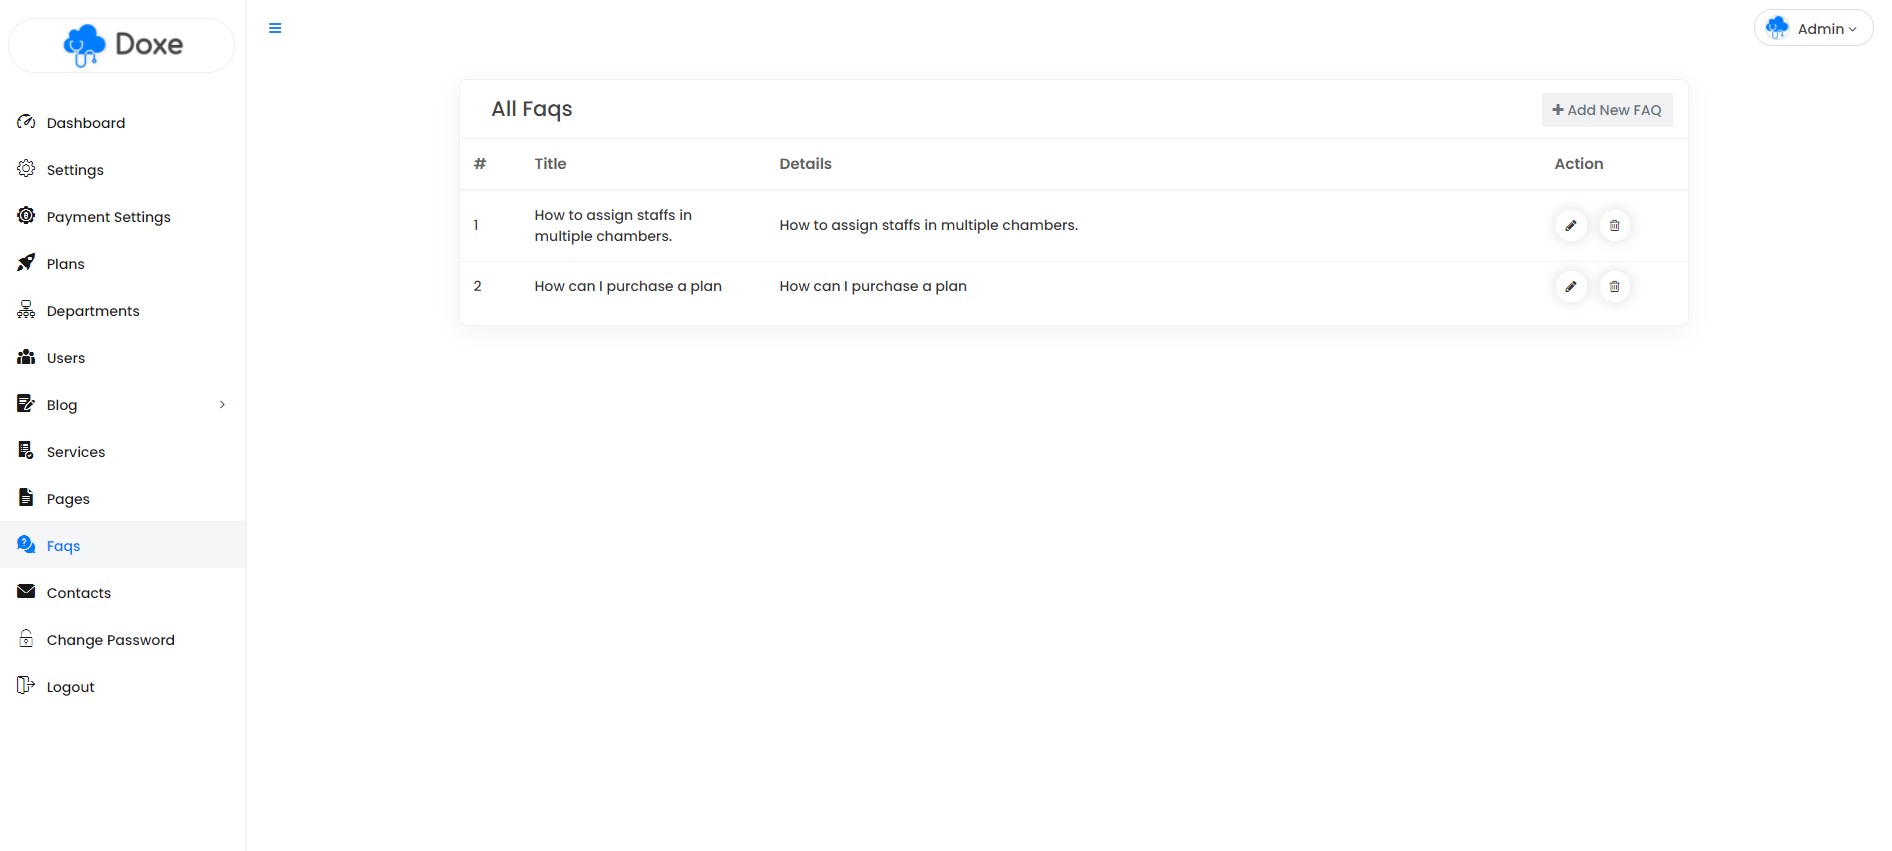 Doxe
Admin
Dashboard
Settings
Payment Settings
Plans
Departments
Users
Blog
Services
Pages
Faqs
Contacts
Change Password
Logout
All Faqs
+ Add New FAQ
# Title Details Action
1 How to assign staffs in
multiple chambers. How to assign staffs in multiple chambers.
2 How can I purchase a plan How can I purchase a plan